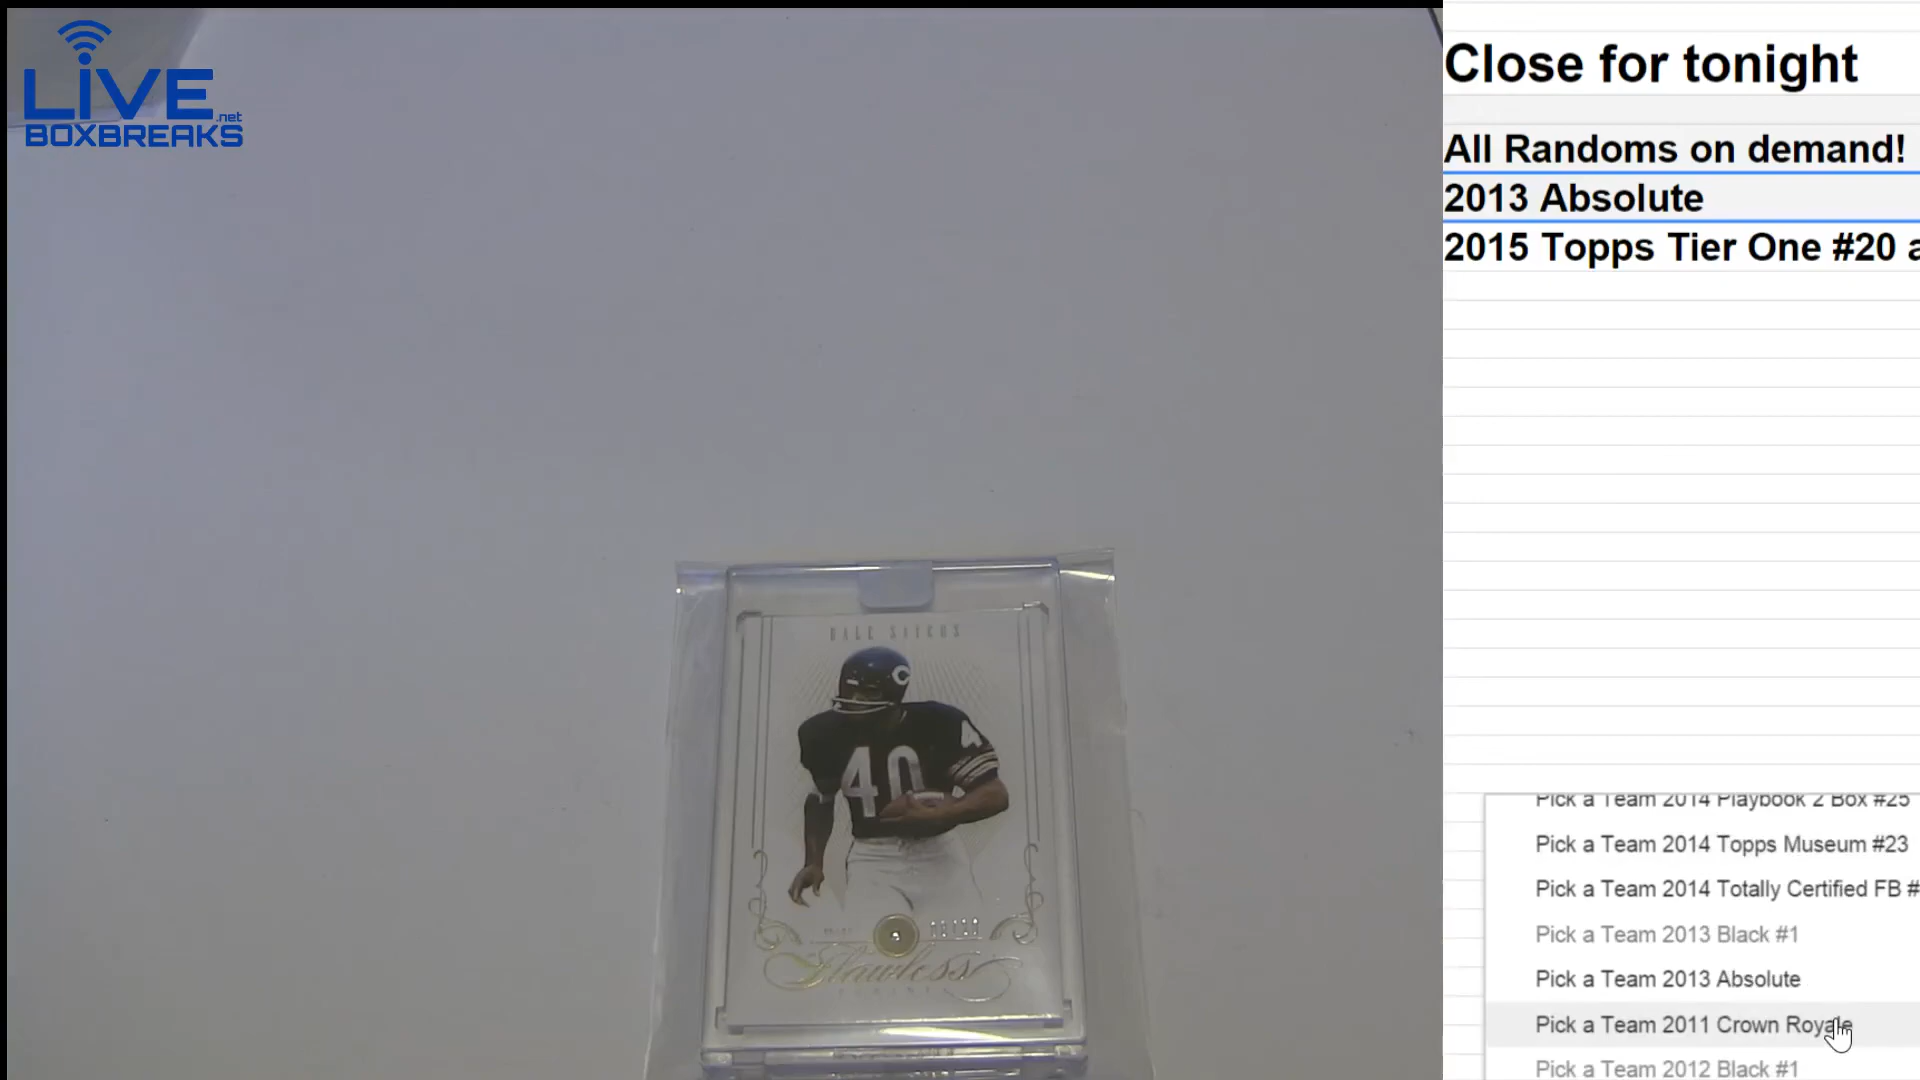 LIVE
.net
BOXBREAKS
Close for tonight
All Randoms on demand!
2013 Absolute
2015 Topps Tier One #20 a
GALE SAYERS
40
4
Flawless
Pick a Team 2014 Playbook 2 Box #25
Pick a Team 2014 Topps Museum #23
Pick a Team 2014 Totally Certified FB #
Pick a Team 2013 Black #1
Pick a Team 2013 Absolute
Pick a Team 2011 Crown Royale
Pick a Team 2012 Black #1